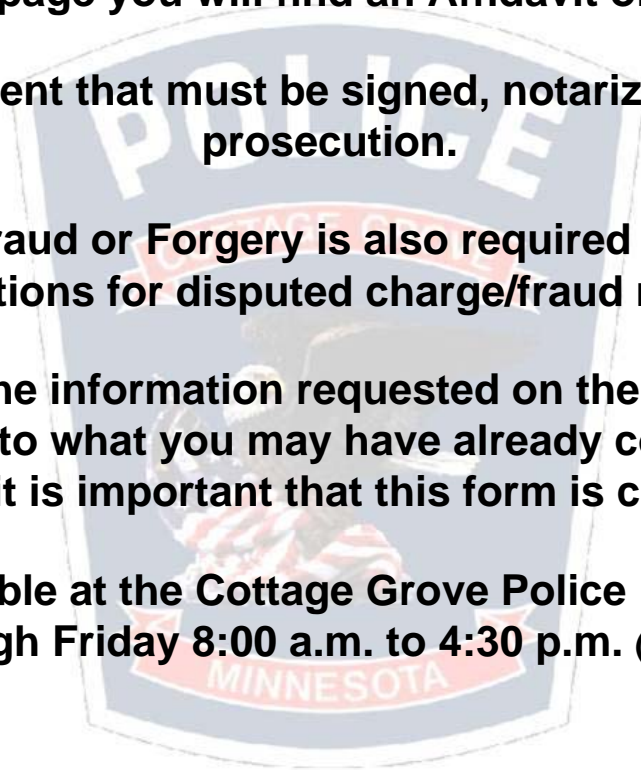 page you will find an Affidavit o
ent that must be signed, notariz
prosecution.
raud or Forgery is also required
tions for disputed charge/fraud
he information requested on the
to what you may have already c
it is important that this form is c
ble at the Cottage Grove Police
gh Friday 8:00 a.m. to 4:30 p.m. (
POLICE
COTTAGE GROVE
MINNESOTA